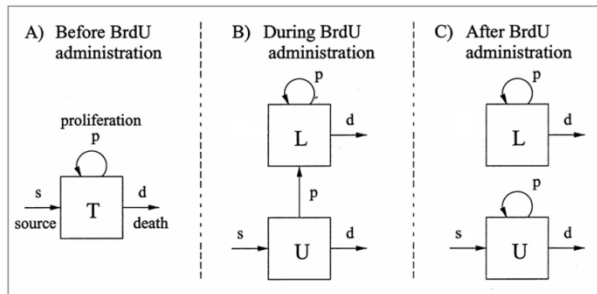 A) Before BrdU
administration
proliferation
p
s
T
d
source
death
B) During BrdU
administration
p
L
d
p
s
U
d
C) After BrdU
administration
p
L
d
p
s
U
d